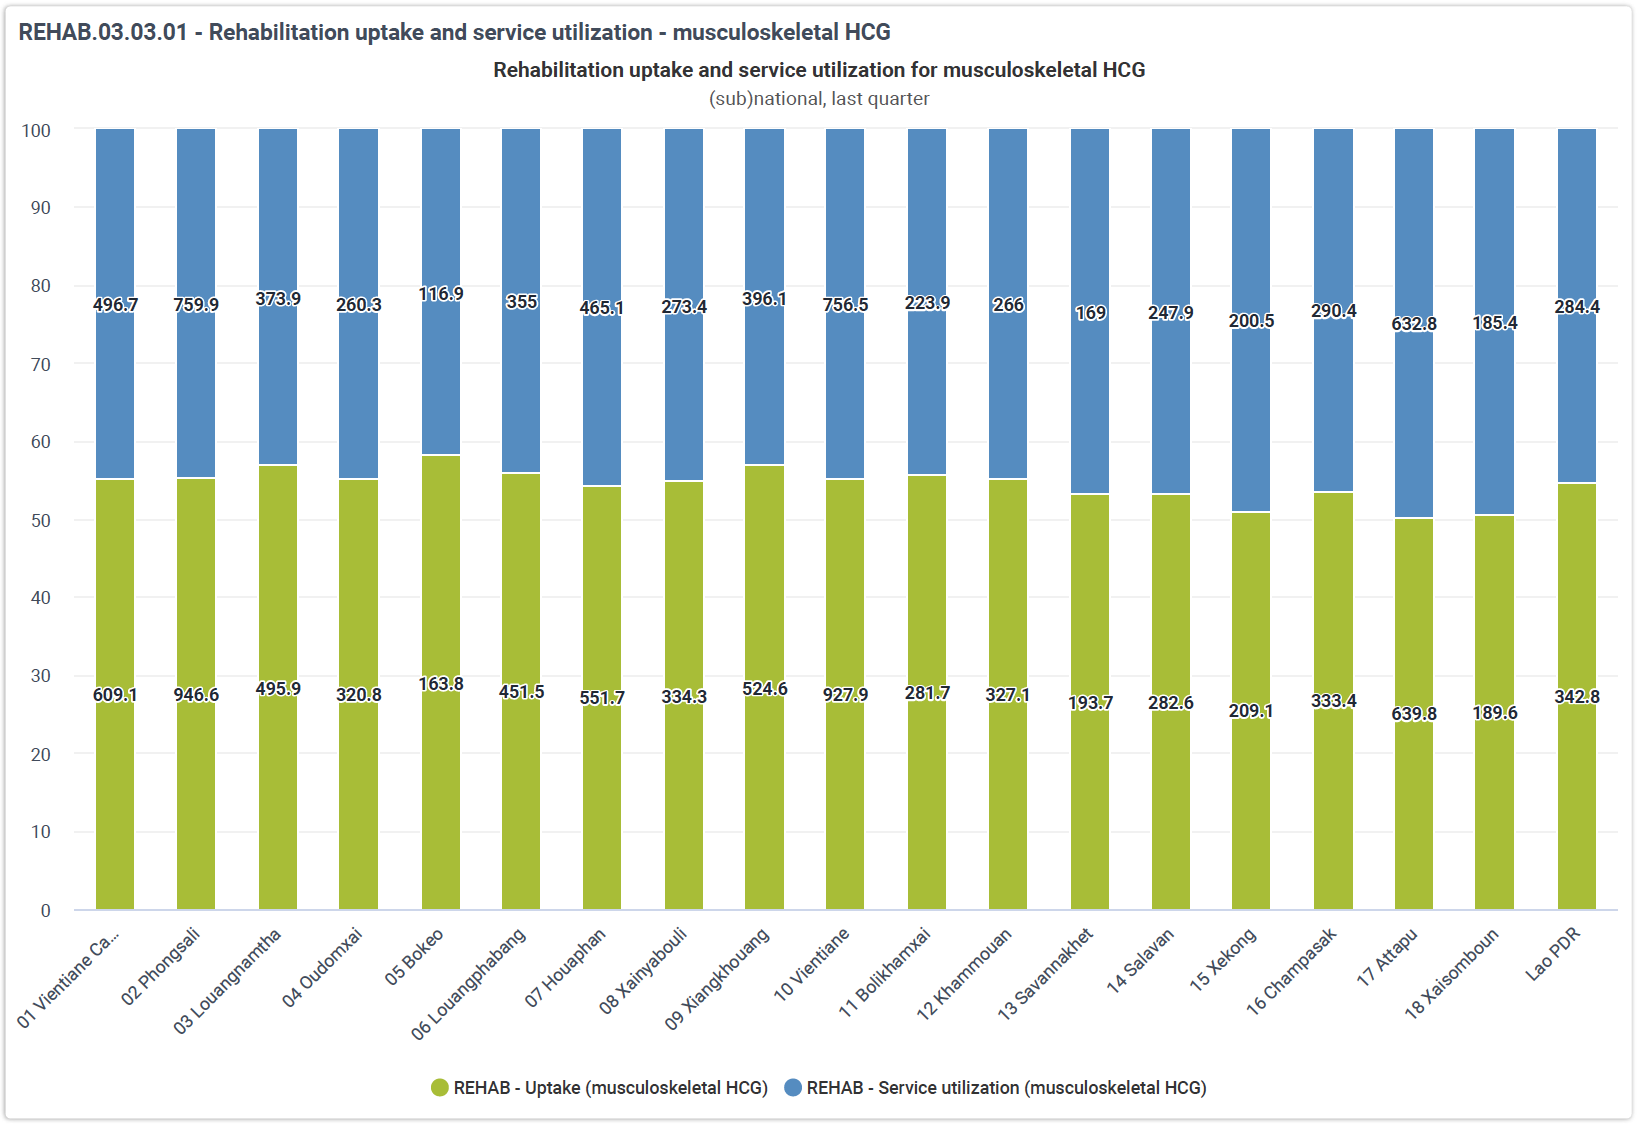 REHAB.03.03.01 - Rehabilitation uptake and service utilization - musculoskeletal HCG
Rehabilitation uptake and service utilization for musculoskeletal HCG
(sub)national, last quarter
100
90
80
70
60
50
40
30
20
10
0
496.7 759.9 373.9 260.3 116.9 355 465.1 273.4 396.1 756.5 223.9 266 169 247.9 200.5 290.4 632.8 185.4 284.4
609.1 946.6 495.9 320.8 163.8 451.5 551.7 334.3 524.6 927.9 281.7 327.1 193.7 282.6 209.1 333.4 639.8 189.6 342.8
01 Vientiane Ca...
02 Phongsali
03 Louangnamtha
04 Oudomxai
05 Bokeo
06 Louangphabang
07 Houaphan
08 Xainyabouli
09 Xiangkhouang
10 Vientiane
11 Bolikhamxai
12 Khammouan
13 Savannakhet
14 Salavan
15 Xekong
16 Champasak
17 Attapu
18 Xaisomboun
Lao PDR
REHAB - Uptake (musculoskeletal HCG) REHAB - Service utilization (musculoskeletal HCG)